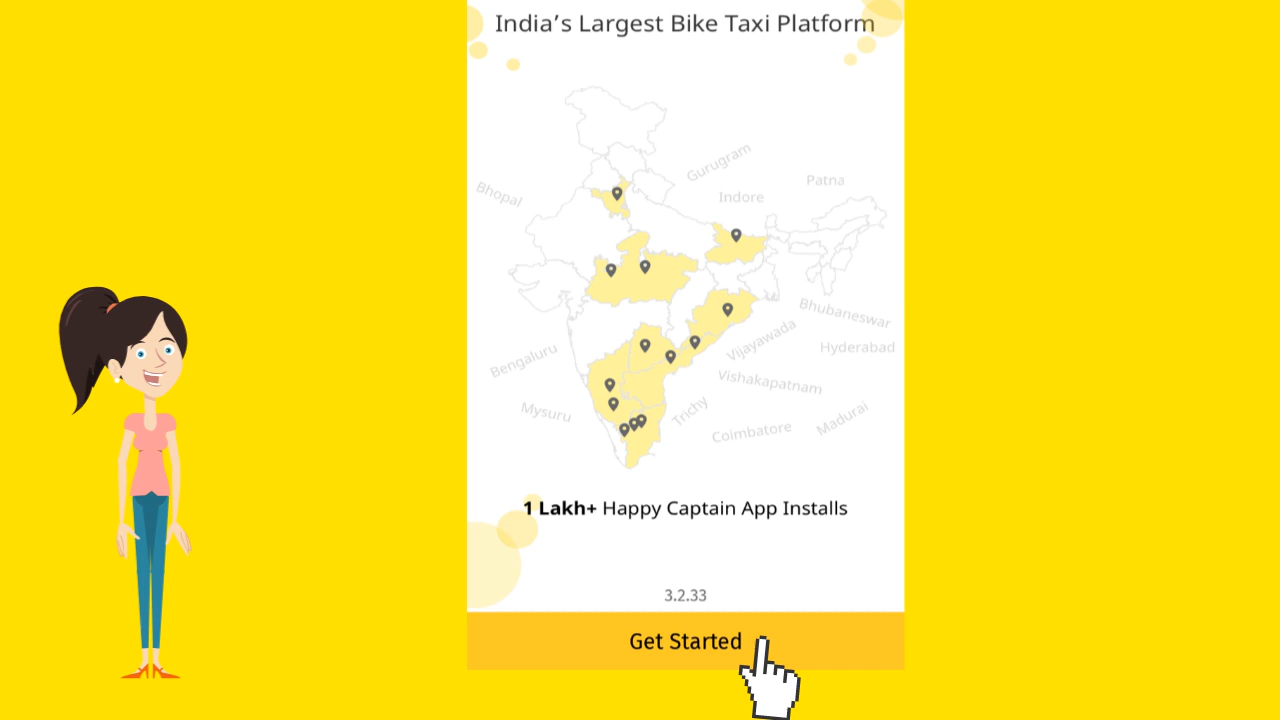 India's Largest Bike Taxi Platform
Gurugram
Patna
Bhopal
Indore
Bhubaneswar
Vijayawada
Hyderabad
Bengaluru
Vishakapatnam
Mysuru
Trichy
Madurai
Coimbatore
1 Lakh+ Happy Captain App Installs
3.2.33
Get Started